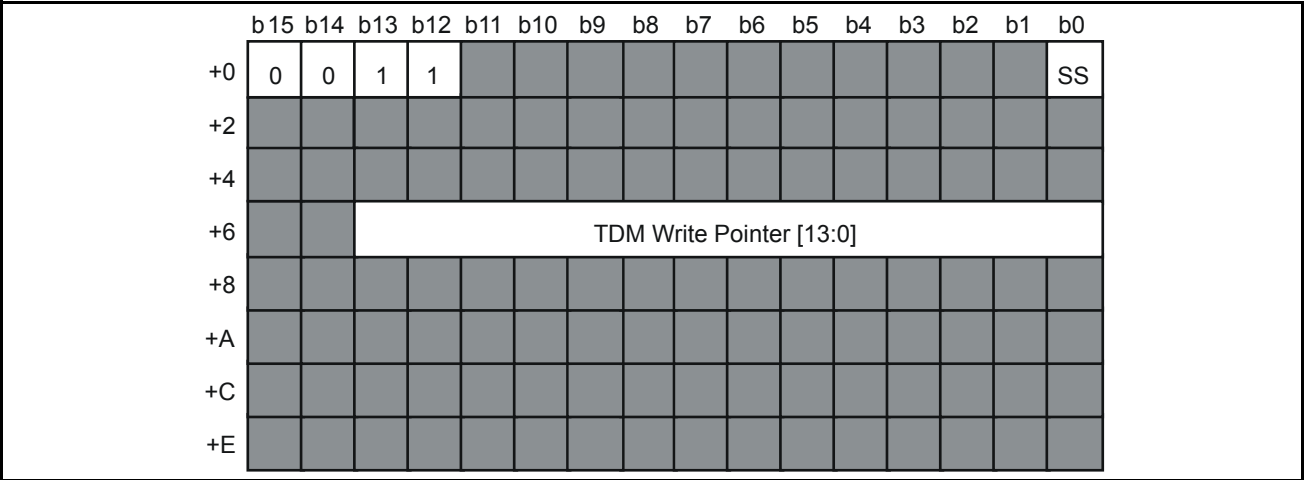 b15 b14 b13 b12 b11 b10 b9 b8 b7 b6 b5 b4 b3 b2 b1 b0
+0 0 0 1 1 SS
+2
+4
+6 TDM Write Pointer [13:0]
+8
+A
+C
+E